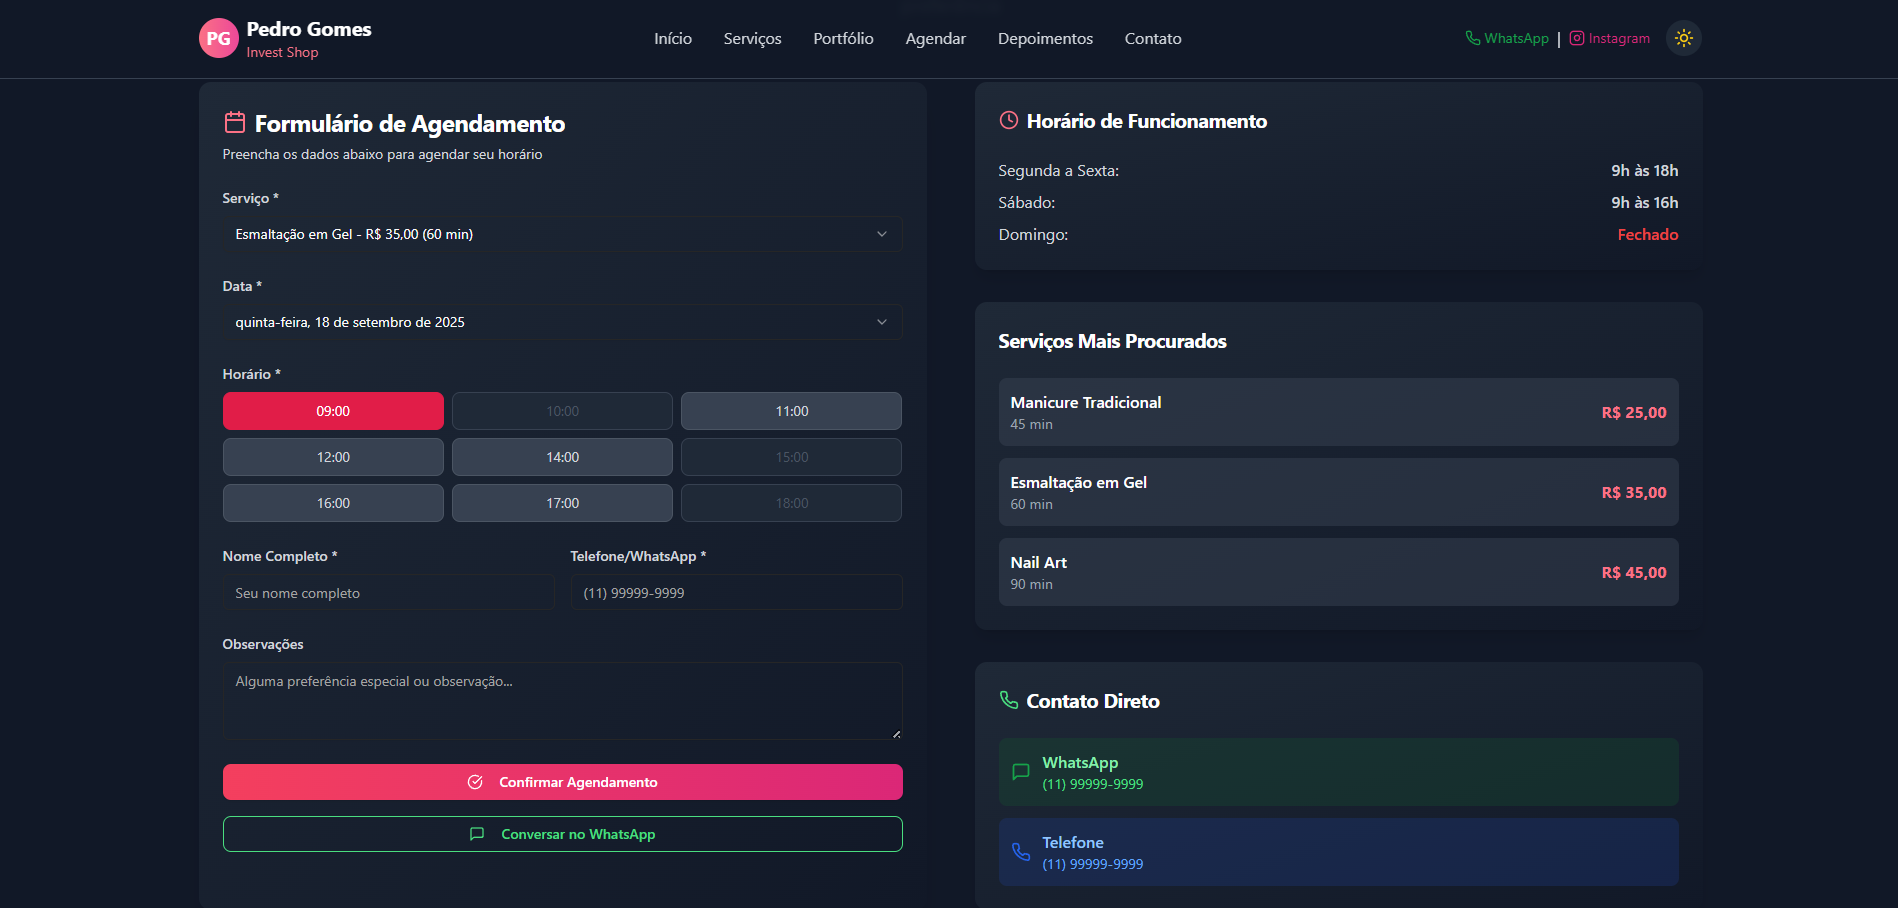 PG
Pedro Gomes
Invest Shop
Início
Serviços
Portfólio
Agendar
Depoimentos
Contato
WhatsApp | Instagram
Formulário de Agendamento
Preencha os dados abaixo para agendar seu horário
Serviço *
Esmaltação em Gel - R$ 35,00 (60 min)
Data *
quinta-feira, 18 de setembro de 2025
Horário *
09:00
10:00
11:00
12:00
14:00
15:00
16:00
17:00
18:00
Nome Completo *
Seu nome completo
Telefone/WhatsApp *
(11) 99999-9999
Observações
Alguma preferência especial ou observação...
Confirmar Agendamento
Conversar no WhatsApp
Horário de Funcionamento
Segunda a Sexta: 9h às 18h
Sábado: 9h às 16h
Domingo: Fechado
Serviços Mais Procurados
Manicure Tradicional
45 min
R$ 25,00
Esmaltação em Gel
60 min
R$ 35,00
Nail Art
90 min
R$ 45,00
Contato Direto
WhatsApp
(11) 99999-9999
Telefone
(11) 99999-9999